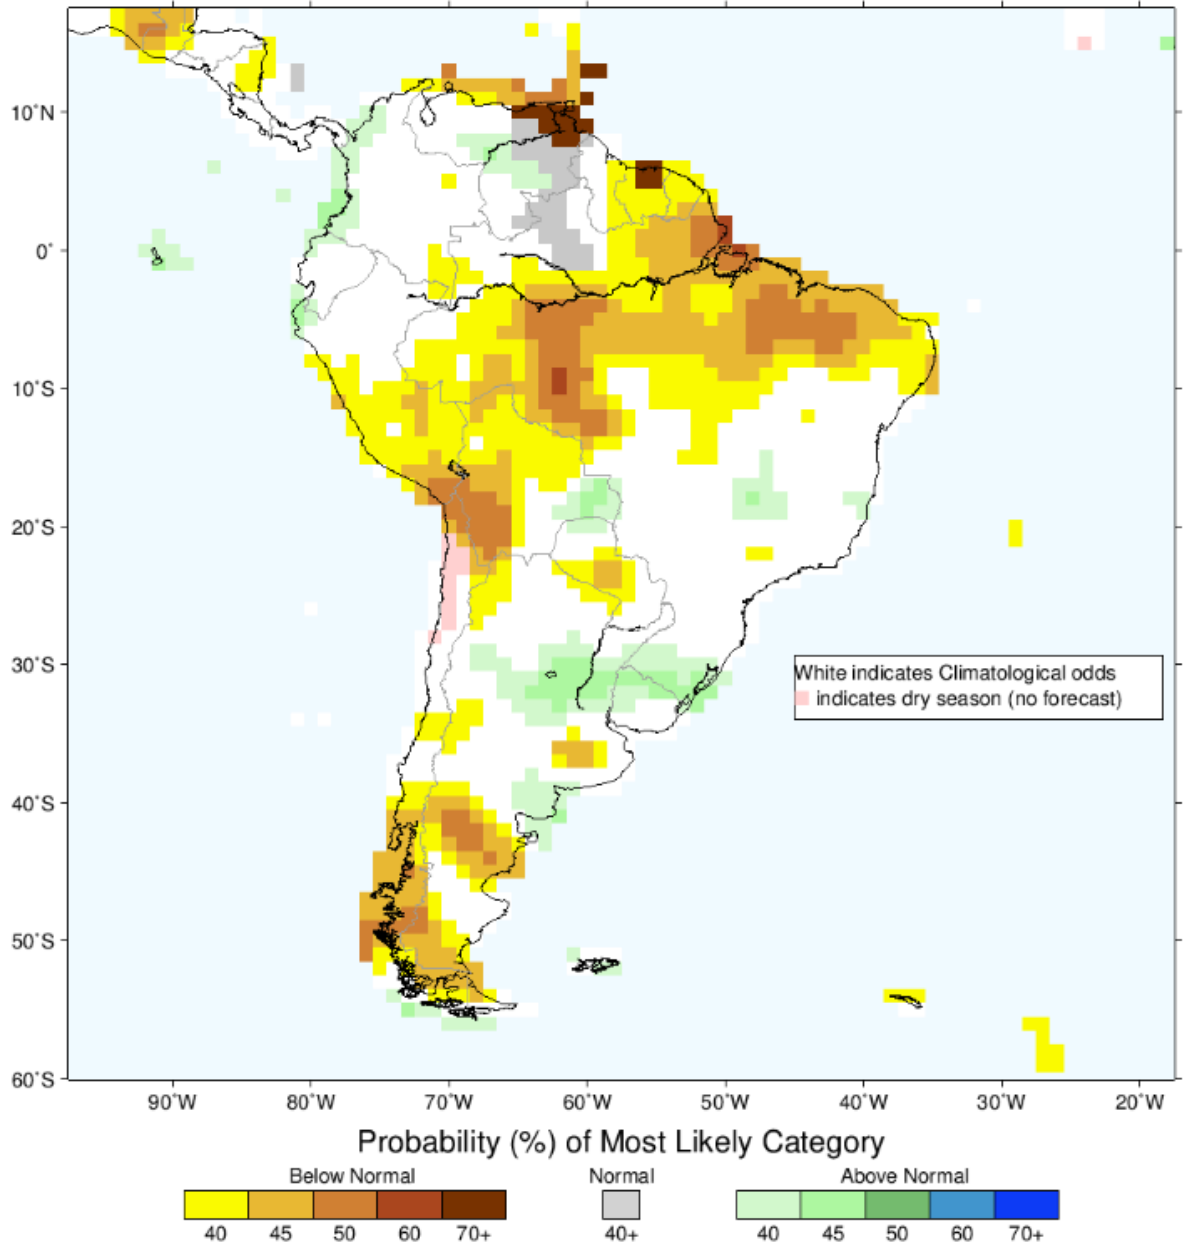 10˚N
0˚
10˚S
20˚S
30˚S
40˚S
50˚S
60˚S
White indicates Climatological odds
indicates dry season (no forecast)
90˚W 80˚W 70˚W 60˚W 50˚W 40˚W 30˚W 20˚W
Probability (%) of Most Likely Category
Below Normal Normal Above Normal
40 45 50 60 70+ 40+ 40 45 50 60 70+